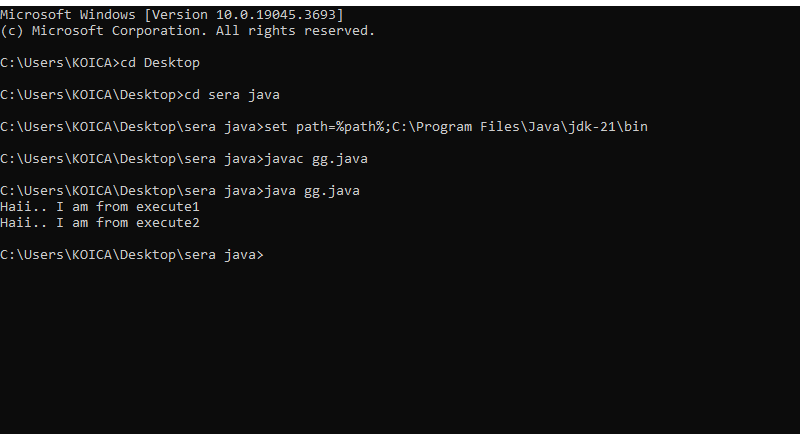 Microsoft Windows [Version 10.0.19045.3693]
(c) Microsoft Corporation. All rights reserved.
C:\Users\KOICA>cd Desktop
C:\Users\KOICA\Desktop>cd sera java
C:\Users\KOICA\Desktop\sera java>set path=%path%;C:\Program Files\Java\jdk-21\bin
C:\Users\KOICA\Desktop\sera java>javac gg.java
C:\Users\KOICA\Desktop\sera java>java gg.java
Haii.. I am from execute1
Haii.. I am from execute2
C:\Users\KOICA\Desktop\sera java>